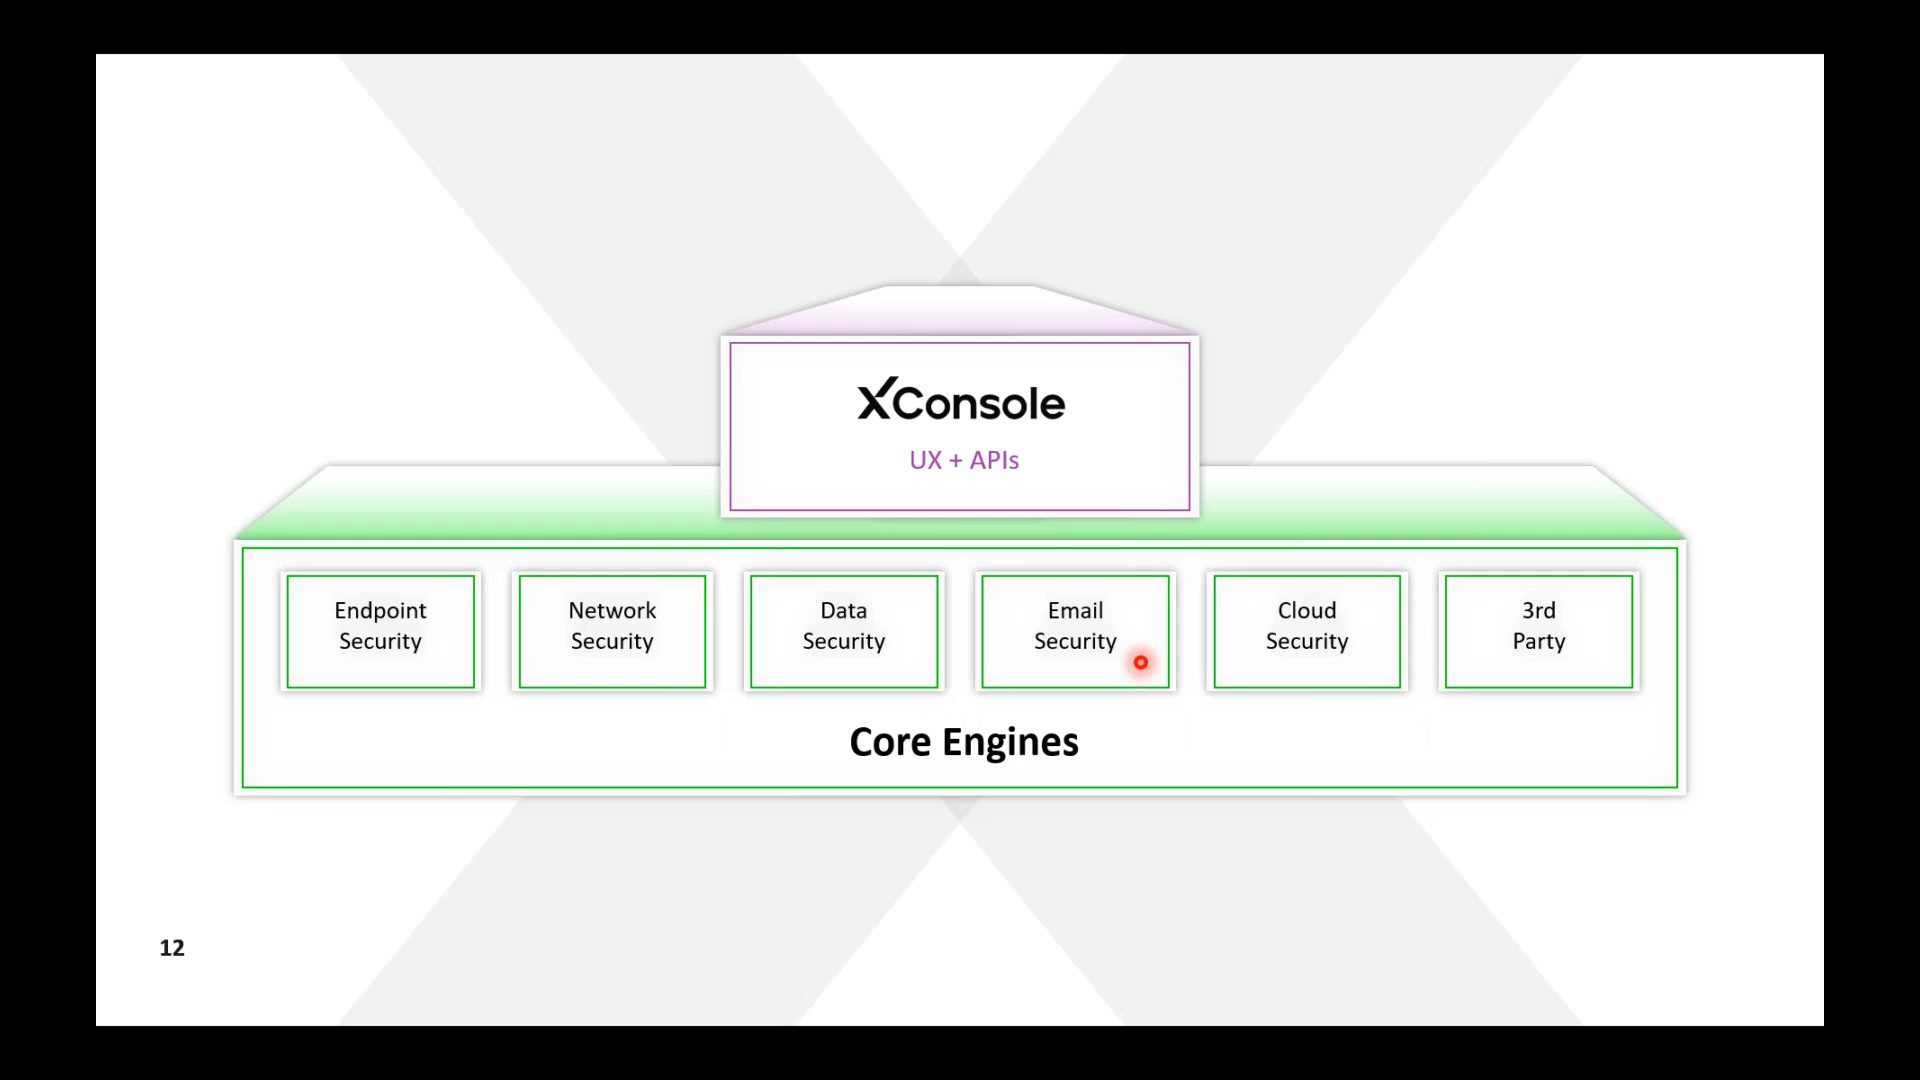 XConsole
UX + APIs
Endpoint
Security
Network
Security
Data
Security
Email
Security
Cloud
Security
3rd
Party
Core Engines
12